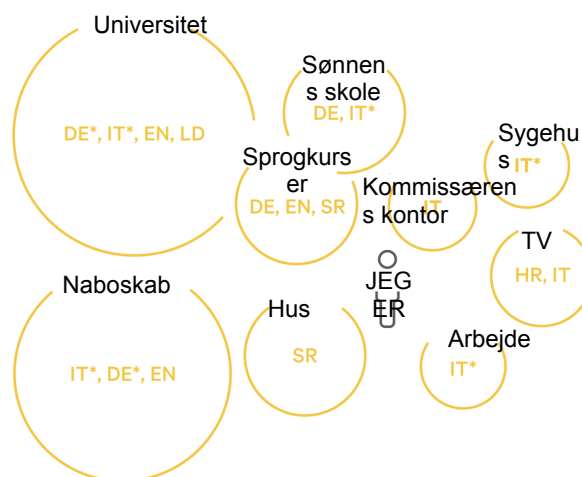 Universitet
DE*, IT*, EN, LD
Sønnen
s skole
DE, IT*
Sygehu
s
IT*
Sprogkurs
er
DE, EN, SR
Kommissæren
s kontor
IT
TV
HR, IT
JEG
ER
Naboskab
IT*, DE*, EN
Hus
SR
Arbejde
IT*